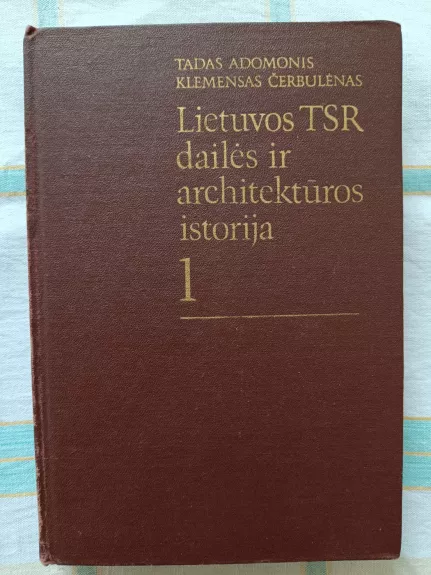 TADAS ADOMONIS
KLEMENSAS ČERBULĖNAS
Lietuvos TSR
dailės ir
architektūros
istorija
1